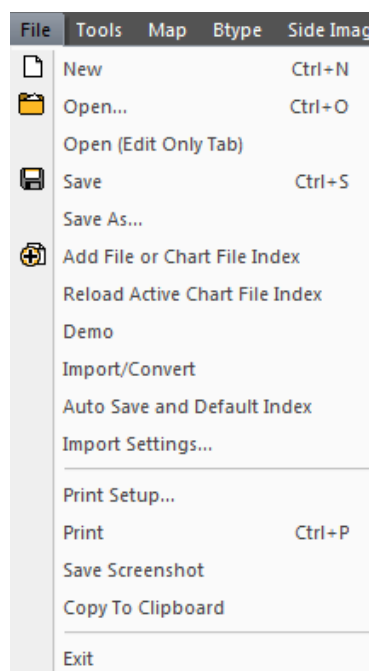 File Tools Map Btype Side Imag
New Ctrl+N
Open... Ctrl+O
Open (Edit Only Tab)
Save Ctrl+S
Save As...
Add File or Chart File Index
Reload Active Chart File Index
Demo
Import/Convert
Auto Save and Default Index
Import Settings...
Print Setup...
Print Ctrl+P
Save Screenshot
Copy To Clipboard
Exit